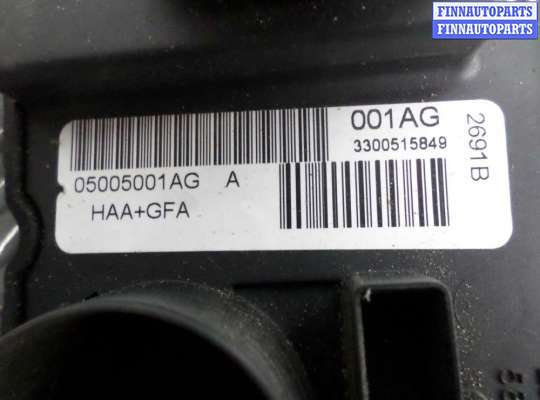 FINNAUTOPARTS
FINNAUTOPARTS
001AG
3300515849
2691B
05005001AG A
HAA+GFA